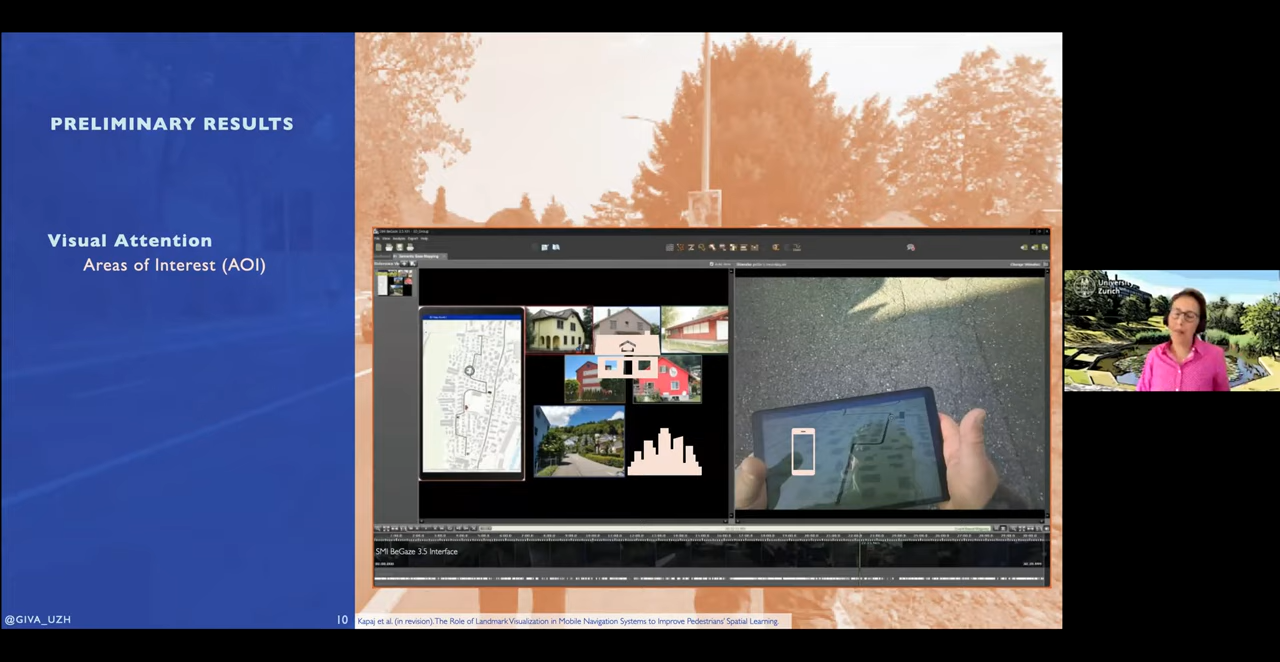 PRELIMINARY RESULTS
Visual Attention
Areas of Interest (AOI)
SMI BeGaze 3.5 Interface
@GIVA_UZH
10
Kapaj et al. (in revision). The Role of Landmark Visualization in Mobile Navigation Systems to Improve Pedestrians' Spatial Learning.
University
Zurich